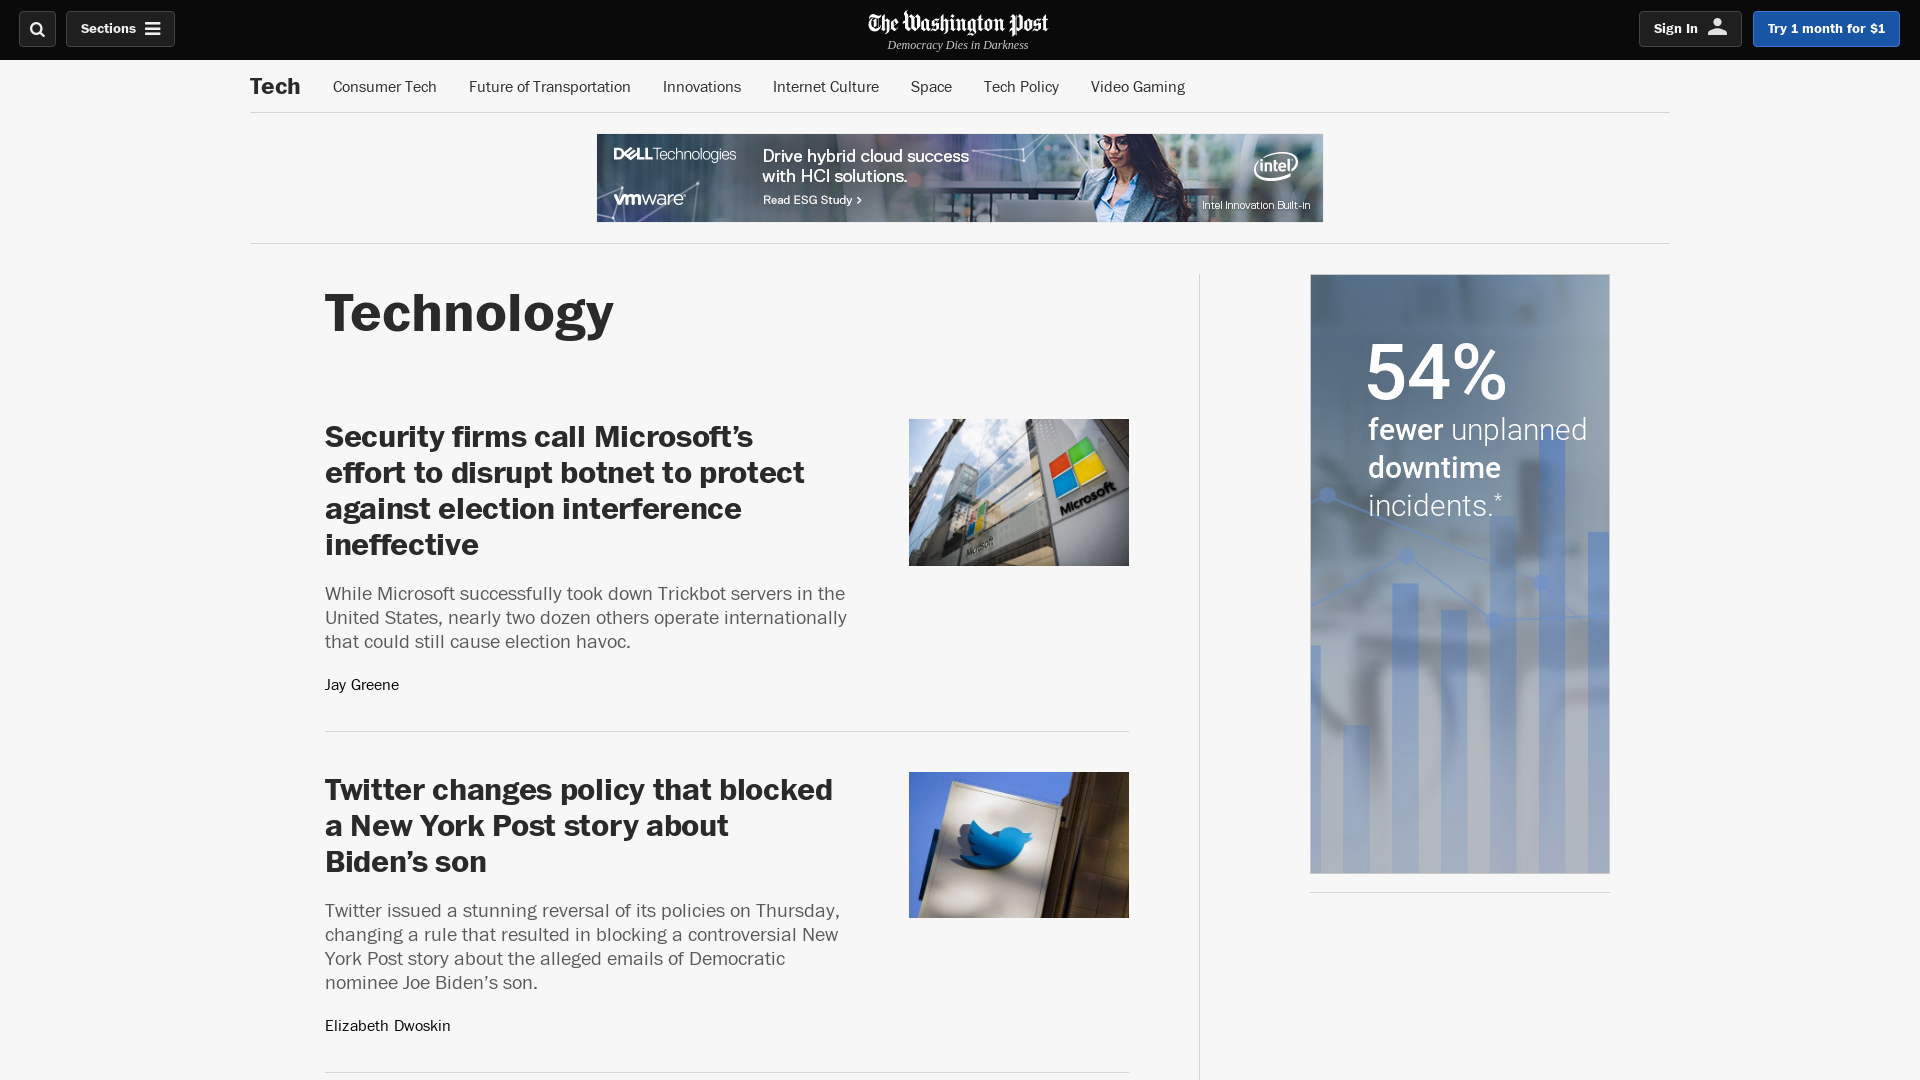 Sections
The Washington Post
Democracy Dies in Darkness
Sign In
Try 1 month for $1
Tech
Consumer Tech
Future of Transportation
Innovations
Internet Culture
Space
Tech Policy
Video Gaming
DELLTechnologies
vmware
Drive hybrid cloud success
with HCI solutions.
Read ESG Study >
intel
Intel Innovation Built-in
Technology
Security firms call Microsoft’s
effort to disrupt botnet to protect
against election interference
ineffective
While Microsoft successfully took down Trickbot servers in the
United States, nearly two dozen others operate internationally
that could still cause election havoc.
Jay Greene
Microsoft
Microsoft
Twitter changes policy that blocked
a New York Post story about
Biden’s son
Twitter issued a stunning reversal of its policies on Thursday,
changing a rule that resulted in blocking a controversial New
York Post story about the alleged emails of Democratic
nominee Joe Biden’s son.
Elizabeth Dwoskin
54%
fewer unplanned
downtime
incidents.*